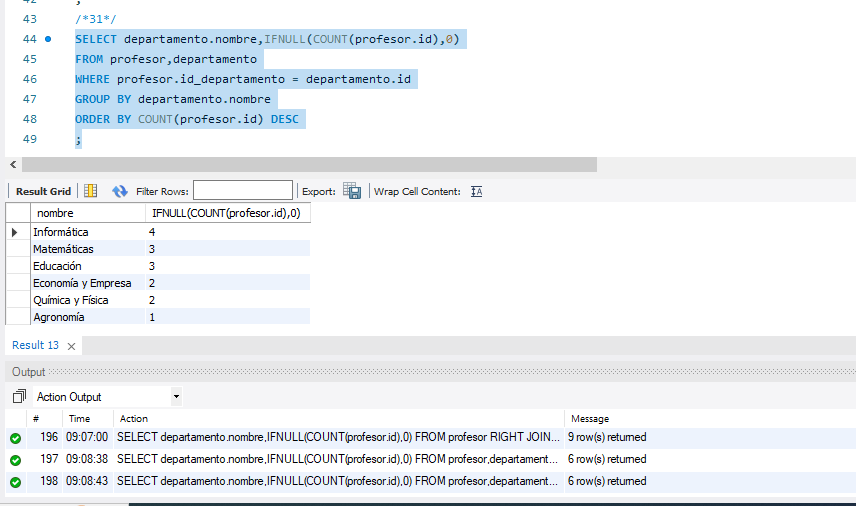 42
;
43 /*31*/
44 SELECT departamento.nombre,IFNULL(COUNT(profesor.id),0)
45 FROM profesor,departamento
46 WHERE profesor.id_departamento = departamento.id
47 GROUP BY departamento.nombre
48 ORDER BY COUNT(profesor.id) DESC
49 ;
Result Grid Filter Rows: Export: Wrap Cell Content: IA
nombre IFNULL(COUNT(profesor.id),0)
Informática 4
Matemáticas 3
Educación 3
Economía y Empresa 2
Química y Física 2
Agronomía 1
Result 13 ×
Output
Action Output
# Time Action Message
196 09:07:00 SELECT departamento.nombre,IFNULL(COUNT(profesor.id),0) FROM profesor RIGHT JOIN... 9 row(s) returned
197 09:08:38 SELECT departamento.nombre,IFNULL(COUNT(profesor.id),0) FROM profesor,departament... 6 row(s) returned
198 09:08:43 SELECT departamento.nombre,IFNULL(COUNT(profesor.id),0) FROM profesor,departament... 6 row(s) returned